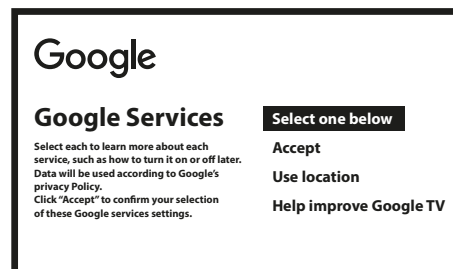 Google
Google Services
Select each to learn more about each
service, such as how to turn it on or off later.
Data will be used according to Google's
privacy Policy.
Click “Accept” to confirm your selection
of these Google services settings.
Select one below
Accept
Use location
Help improve Google TV